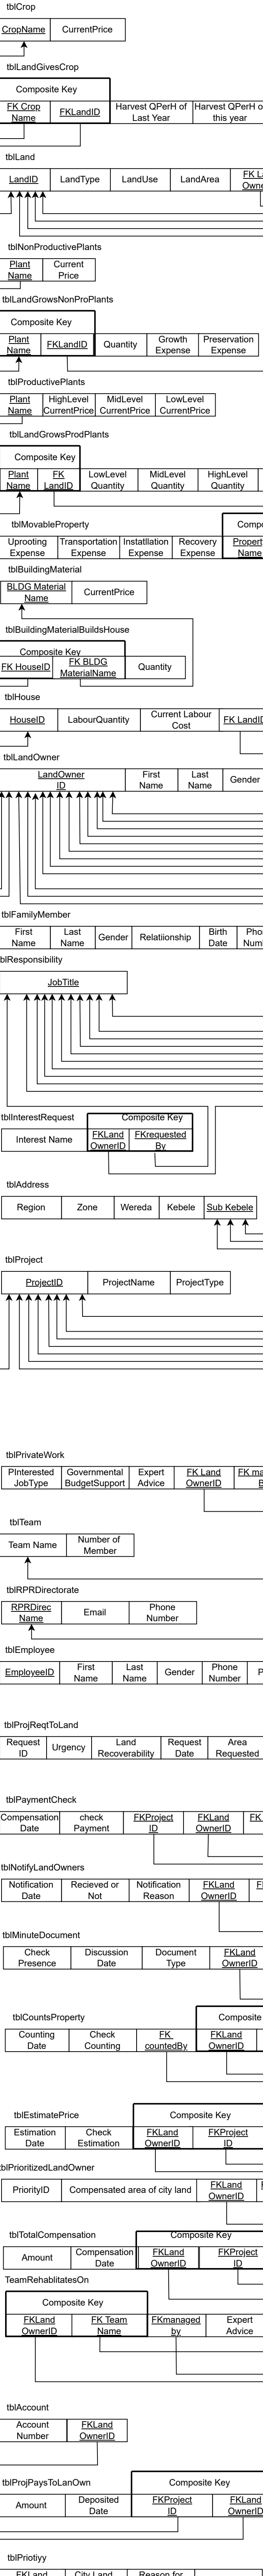 tblCrop
CropName CurrentPrice
tblLandGivesCrop
Composite Key
FK Crop Name FKLandID Harvest QPerH of Last Year Harvest QPerH of this year
tblLand
LandID LandType LandUse LandArea
tblNonProductivePlants
Plant Name Current Price
tblLandGrowsNonProPlants
Composite Key
Plant Name FKLandID Quantity Growth Expense Preservation Expense
tblProductivePlants
Plant Name HighLevel CurrentPrice MidLevel CurrentPrice LowLevel CurrentPrice
tblLandGrowsProdPlants
Composite Key
Plant Name FK LandID LowLevel Quantity MidLevel Quantity HighLevel Quantity
tblMovableProperty
Uprooting Expense Transportation Expense Instatllation Expense Recovery Expense Name
tblBuildingMaterial
BLDG Material Name CurrentPrice
tblBuildingMaterialBuildsHouse
Composite Key
FK HouseID FK BLDG MaterialName Quantity
tblHouse
HouseID LabourQuantity Current Labour Cost FK LandID
tblLandOwner
LandOwner ID First Name Last Name Gender
tblFamilyMember
First Name Last Name Gender Relatiionship Birth Date
blResponsibility
JobTitle
tblInterestRequest
Composite Key
Interest Name FKLand OwnerID FKrequested By
tblAddress
Region Zone Wereda Kebele Sub Kebele
tblProject
ProjectID ProjectName ProjectType
tblPrivateWork
PInterested JobType Governmental BudgetSupport Expert Advice FK Land OwnerID
tblTeam
Team Name Number of Member
tblRPRDirectorate
RPRDirec Name Email Phone Number
tblEmployee
EmployeeID First Name Last Name Gender Phone Number
tblProjReqtToLand
Request ID Urgency Land Recoverability Request Date Area Requested
tblPaymentCheck
Compensation Date check Payment FKProject ID FKLand OwnerID FK
tblNotifyLandOwners
Notification Date Recieved or Not Notification Reason FKLand OwnerID
tblMinuteDocument
Check Presence Discussion Date Document Type FKLand OwnerID
tblCountsProperty
Composite
Counting Date Check Counting FK countedBy FKLand OwnerID
tblEstimatePrice
Composite Key
Estimation Date Check Estimation FKLand OwnerID FKProject ID
blPrioritizedLandOwner
PriorityID Compensated area of city land FKLand OwnerID
tblTotalCompensation
Composite Key
Amount Compensation Date FKLand OwnerID FKProject ID
TeamRehablitatesOn
Composite Key
FKLand OwnerID FK Team Name FKmanaged by Expert Advice
tblAccount
Account Number FKLand OwnerID
tblProjPaysToLanOwn
Composite Key
Amount Deposited Date FKProject ID FKLand OwnerID
tblPriotiyy
FKLand City Land Reason for